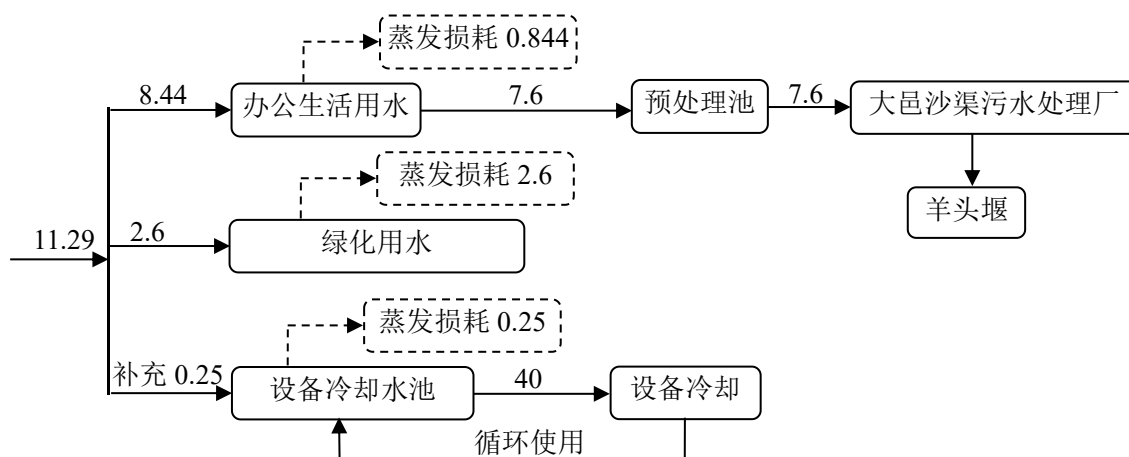 蒸发损耗 0.844
8.44
办公生活用水
7.6
预处理池
7.6
大邑沙渠污水处理厂
蒸发损耗 2.6
羊头堰
11.29
2.6
绿化用水
蒸发损耗 0.25
补充 0.25
设备冷却水池
40
设备冷却
循环使用